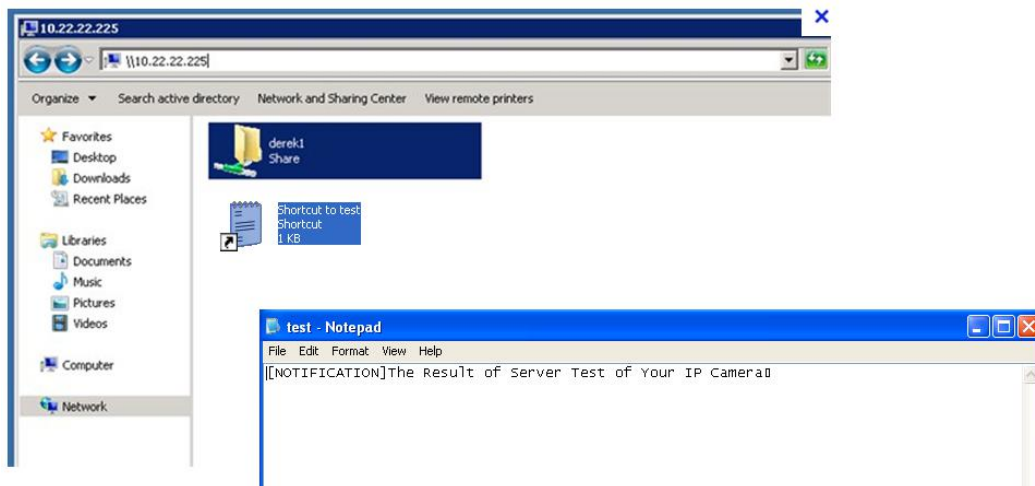 10.22.22.225
\\10.22.22.225
Organize Search active directory Network and Sharing Center View remote printers
Favorites
Desktop
Downloads
Recent Places
Libraries
Documents
Music
Pictures
Videos
Computer
Network
derek1
Share
Shortcut to test
Shortcut
1 KB
test - Notepad
File Edit Format View Help
[NOTIFICATION]The Result of Server Test of Your IP Camera